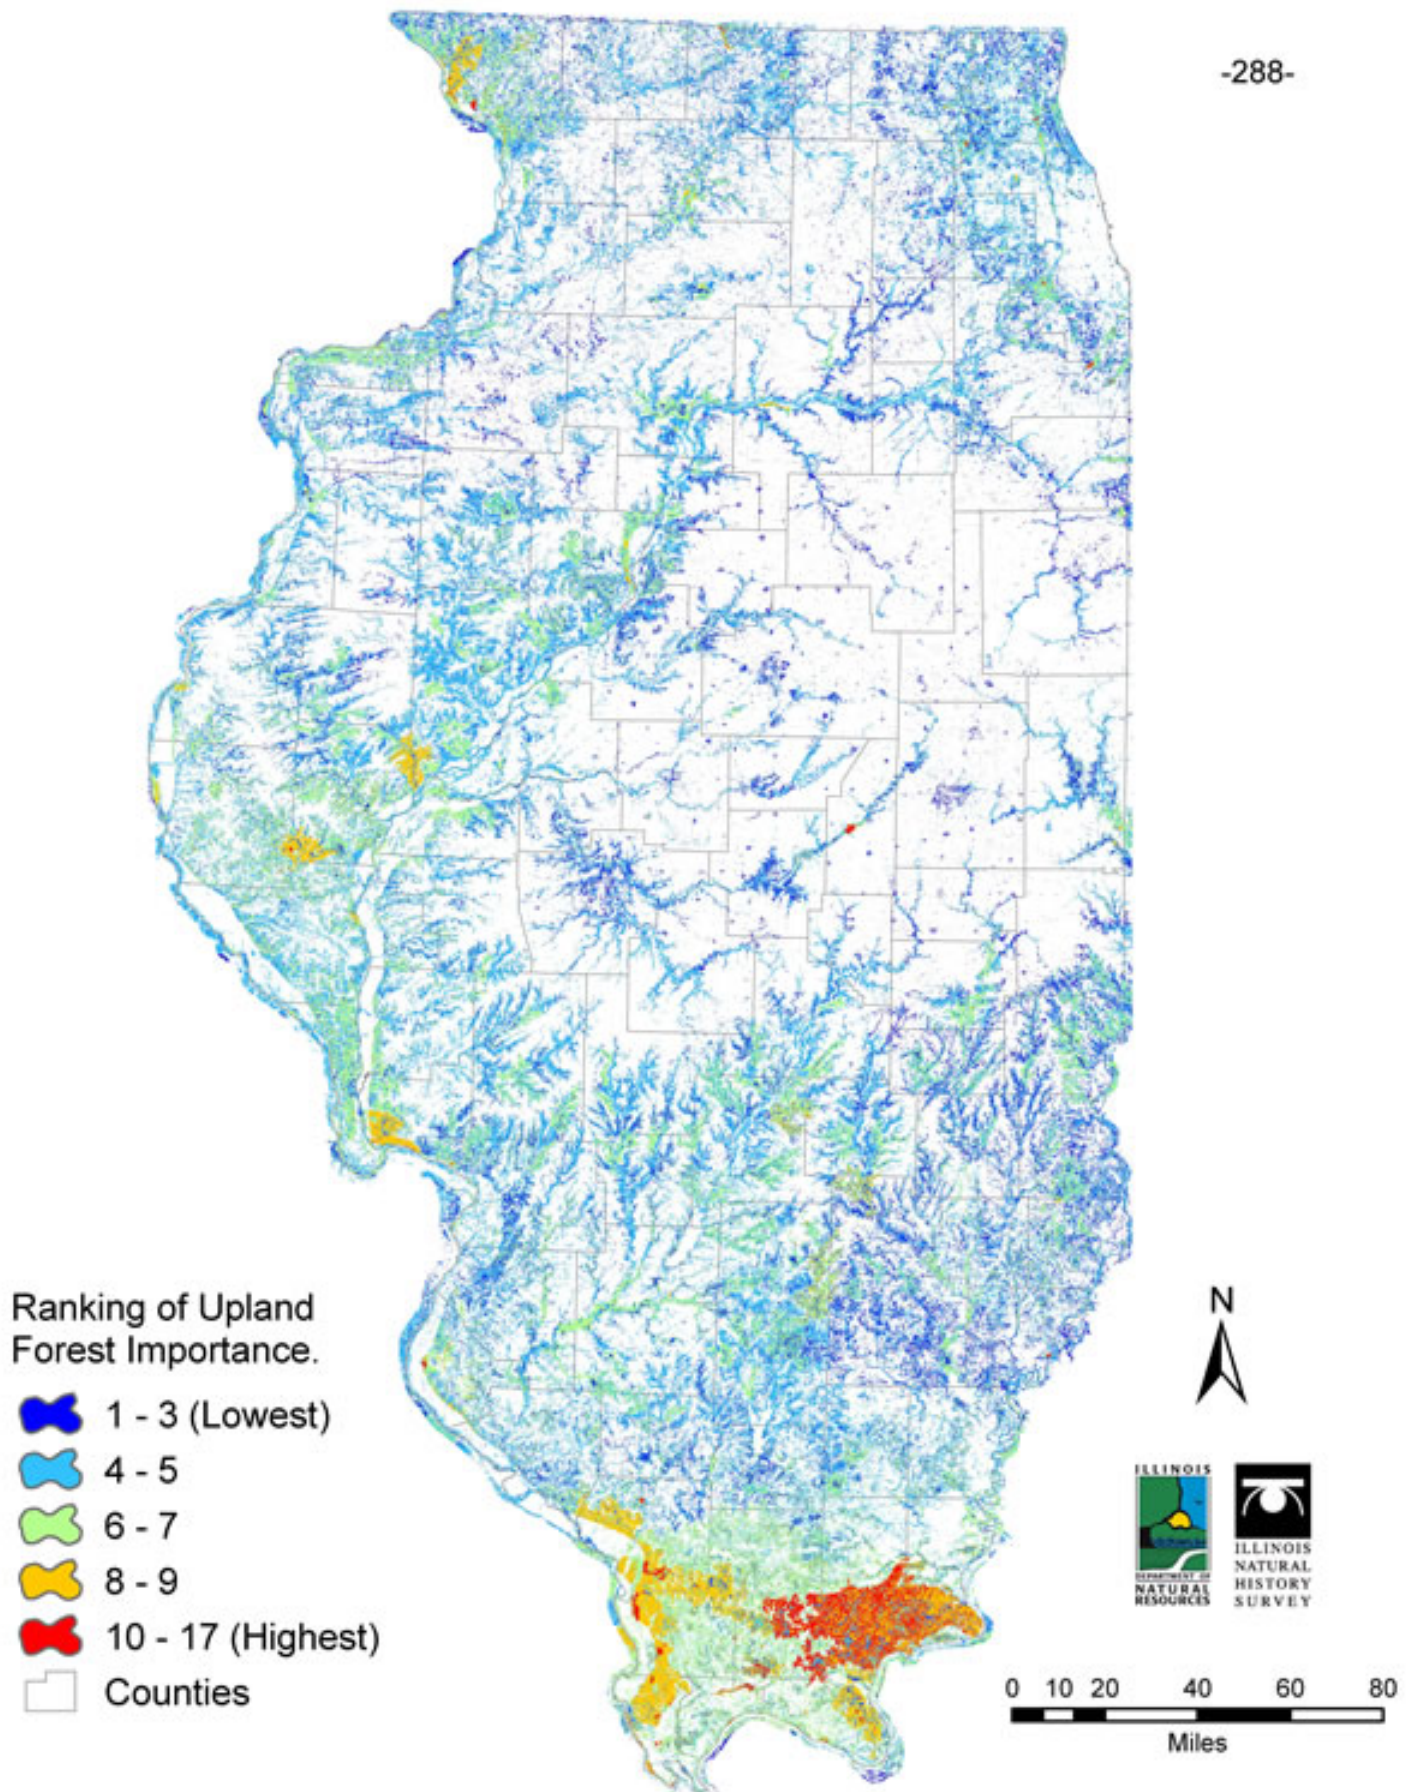 -288-
Ranking of Upland
Forest Importance.
1 - 3 (Lowest)
4 - 5
6 - 7
8 - 9
10 - 17 (Highest)
Counties
N
ILLINOIS
DEPARTMENT OF
NATURAL
RESOURCES
ILLINOIS
NATURAL
HISTORY
SURVEY
0 10 20 40 60 80
Miles